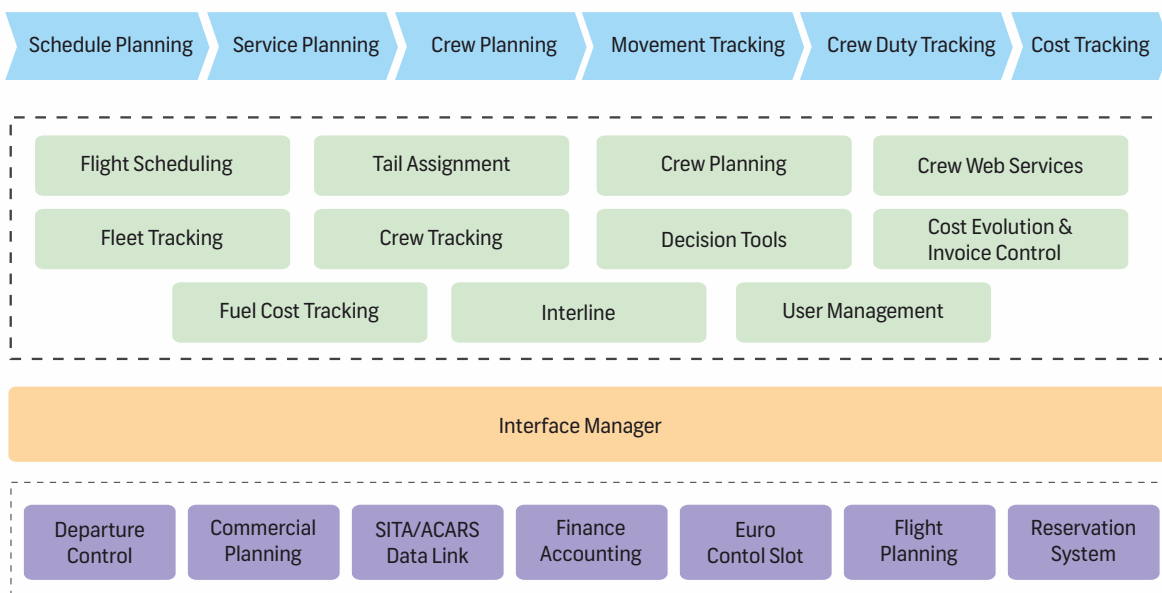 Schedule Planning
Service Planning
Crew Planning
Movement Tracking
Crew Duty Tracking
Cost Tracking
Flight Scheduling
Tail Assignment
Crew Planning
Crew Web Services
Fleet Tracking
Crew Tracking
Decision Tools
Cost Evolution &
Invoice Control
Fuel Cost Tracking
Interline
User Management
Interface Manager
Departure
Control
Commercial
Planning
SITA/ACARS
Data Link
Finance
Accounting
Euro
Contol Slot
Flight
Planning
Reservation
System